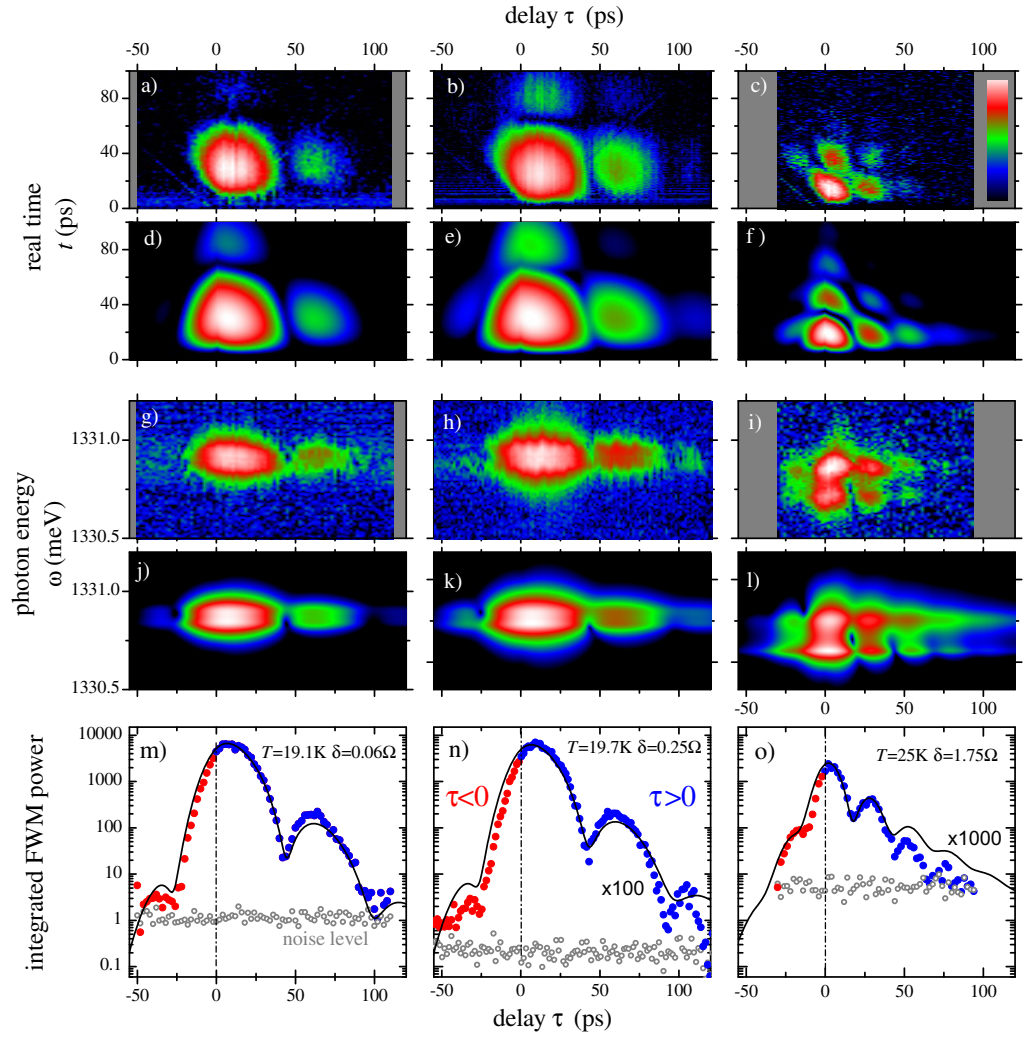 delay τ (ps)
-50 0 50 100 -50 0 50 100 -50 0 50 100
a) b) c)
80
40
0
real time
t (ps)
d) e) f )
80
40
0
g) h) i)
1331.0
1330.5
photon energy
ω (meV)
j) k) l)
1331.0
1330.5
-50 0 50 100
m) T=19.1K δ=0.06Ω
n) T=19.7K δ=0.25Ω
o) T=25K δ=1.75Ω
10000
1000
100
10
1
0.1
integrated FWM power
τ<0 τ>0
x100
x1000
noise level
-50 0 50 100 -50 0 50 100 -50 0 50 100
delay τ (ps)